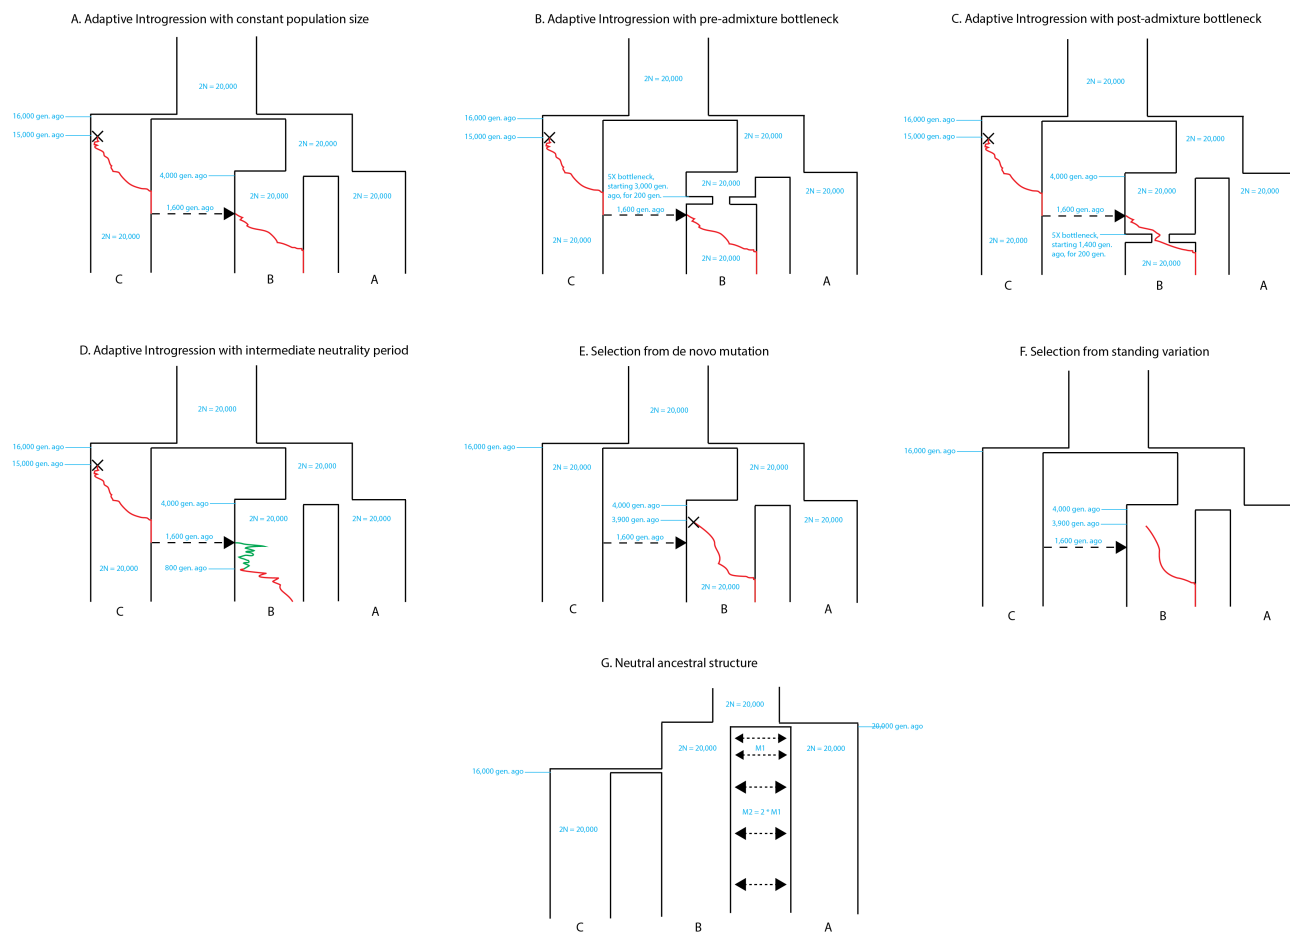 A. Adaptive Introgression with constant population size
2N = 20,000
16,000 gen. ago
15,000 gen. ago
2N = 20,000
4,000 gen. ago
2N = 20,000
2N = 20,000
1,600 gen. ago
2N = 20,000
C
B
A
B. Adaptive Introgression with pre-admixture bottleneck
2N = 20,000
16,000 gen. ago
15,000 gen. ago
2N = 20,000
5X bottleneck,
starting 3,000 gen.
ago, for 200 gen.
2N = 20,000
2N = 20,000
1,600 gen. ago
2N = 20,000
2N = 20,000
C
B
A
C. Adaptive Introgression with post-admixture bottleneck
2N = 20,000
16,000 gen. ago
15,000 gen. ago
2N = 20,000
4,000 gen. ago
2N = 20,000
2N = 20,000
1,600 gen. ago
5X bottleneck,
starting 1,400 gen.
ago, for 200 gen.
2N = 20,000
2N = 20,000
C
B
A
D. Adaptive Introgression with intermediate neutrality period
2N = 20,000
16,000 gen. ago
15,000 gen. ago
2N = 20,000
4,000 gen. ago
2N = 20,000
2N = 20,000
1,600 gen. ago
800 gen. ago
2N = 20,000
C
B
A
E. Selection from de novo mutation
2N = 20,000
16,000 gen. ago
2N = 20,000
2N = 20,000
4,000 gen. ago
3,900 gen. ago
2N = 20,000
1,600 gen. ago
2N = 20,000
C
B
A
F. Selection from standing variation
16,000 gen. ago
4,000 gen. ago
3,900 gen. ago
1,600 gen. ago
C
B
A
G. Neutral ancestral structure
2N = 20,000
20,000 gen. ago
2N = 20,000
M1
2N = 20,000
16,000 gen. ago
M2 = 2 * M1
2N = 20,000
C
B
A